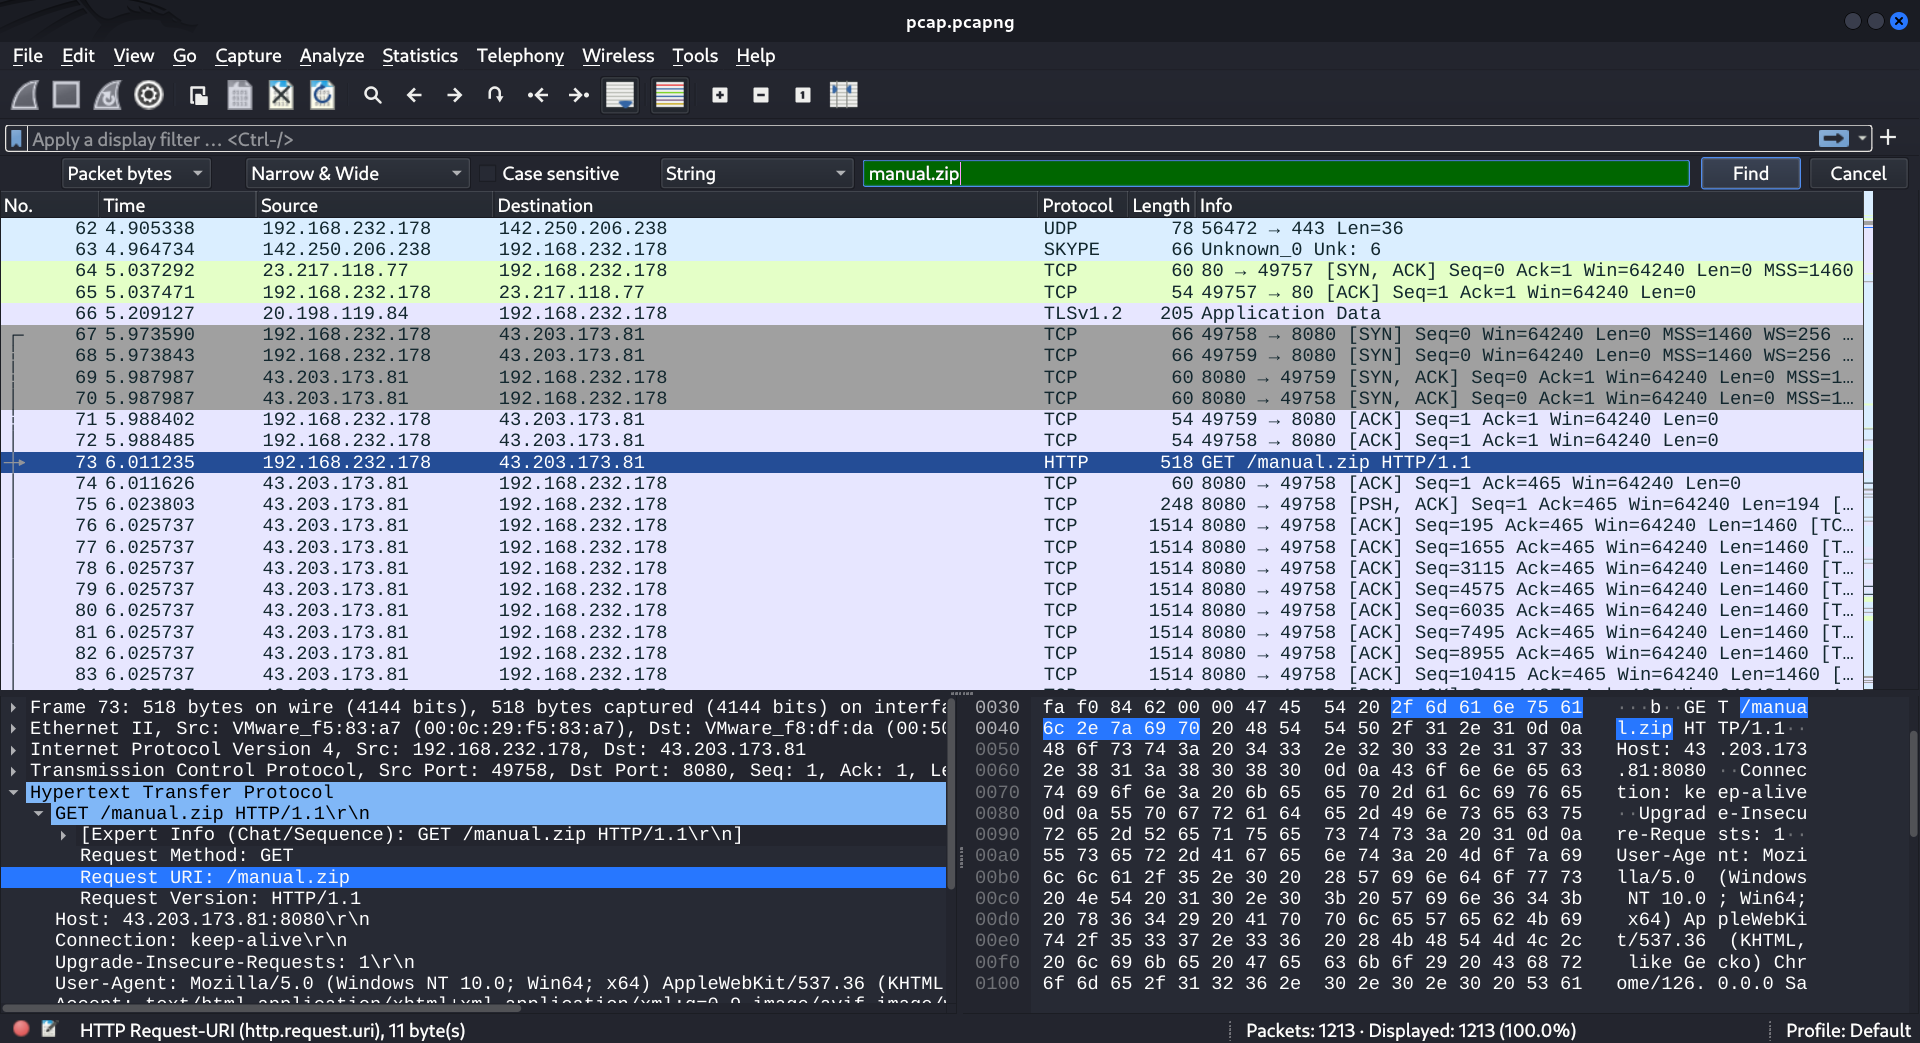 pcap.pcapng
File Edit View Go Capture Analyze Statistics Telephony Wireless Tools Help
Apply a display filter … <Ctrl-/>
Packet bytes Narrow & Wide Case sensitive String manual.zip Find Cancel
No. Time Source Destination Protocol Length Info
62 4.905338 192.168.232.178 142.250.206.238 UDP 78 56472 → 443 Len=36
63 4.964734 142.250.206.238 192.168.232.178 SKYPE 66 Unknown_0 Unk: 6
64 5.037292 23.217.118.77 192.168.232.178 TCP 60 80 → 49757 [SYN, ACK] Seq=0 Ack=1 Win=64240 Len=0 MSS=1460
65 5.037471 192.168.232.178 23.217.118.77 TCP 54 49757 → 80 [ACK] Seq=1 Ack=1 Win=64240 Len=0
66 5.209127 20.198.119.84 192.168.232.178 TLSv1.2 205 Application Data
67 5.973590 192.168.232.178 43.203.173.81 TCP 66 49758 → 8080 [SYN] Seq=0 Win=64240 Len=0 MSS=1460 WS=256 …
68 5.973843 192.168.232.178 43.203.173.81 TCP 66 49759 → 8080 [SYN] Seq=0 Win=64240 Len=0 MSS=1460 WS=256 …
69 5.987987 43.203.173.81 192.168.232.178 TCP 60 8080 → 49759 [SYN, ACK] Seq=0 Ack=1 Win=64240 Len=0 MSS=1…
70 5.987987 43.203.173.81 192.168.232.178 TCP 60 8080 → 49758 [SYN, ACK] Seq=0 Ack=1 Win=64240 Len=0 MSS=1…
71 5.988402 192.168.232.178 43.203.173.81 TCP 54 49759 → 8080 [ACK] Seq=1 Ack=1 Win=64240 Len=0
72 5.988485 192.168.232.178 43.203.173.81 TCP 54 49758 → 8080 [ACK] Seq=1 Ack=1 Win=64240 Len=0
73 6.011235 192.168.232.178 43.203.173.81 HTTP 518 GET /manual.zip HTTP/1.1
74 6.011626 43.203.173.81 192.168.232.178 TCP 60 8080 → 49758 [ACK] Seq=1 Ack=465 Win=64240 Len=0
75 6.023803 43.203.173.81 192.168.232.178 TCP 248 8080 → 49758 [PSH, ACK] Seq=1 Ack=465 Win=64240 Len=194 […
76 6.025737 43.203.173.81 192.168.232.178 TCP 1514 8080 → 49758 [ACK] Seq=195 Ack=465 Win=64240 Len=1460 [TC…
77 6.025737 43.203.173.81 192.168.232.178 TCP 1514 8080 → 49758 [ACK] Seq=1655 Ack=465 Win=64240 Len=1460 [T…
78 6.025737 43.203.173.81 192.168.232.178 TCP 1514 8080 → 49758 [ACK] Seq=3115 Ack=465 Win=64240 Len=1460 [T…
79 6.025737 43.203.173.81 192.168.232.178 TCP 1514 8080 → 49758 [ACK] Seq=4575 Ack=465 Win=64240 Len=1460 [T…
80 6.025737 43.203.173.81 192.168.232.178 TCP 1514 8080 → 49758 [ACK] Seq=6035 Ack=465 Win=64240 Len=1460 [T…
81 6.025737 43.203.173.81 192.168.232.178 TCP 1514 8080 → 49758 [ACK] Seq=7495 Ack=465 Win=64240 Len=1460 [T…
82 6.025737 43.203.173.81 192.168.232.178 TCP 1514 8080 → 49758 [ACK] Seq=8955 Ack=465 Win=64240 Len=1460 [T…
83 6.025737 43.203.173.81 192.168.232.178 TCP 1514 8080 → 49758 [ACK] Seq=10415 Ack=465 Win=64240 Len=1460 […
Frame 73: 518 bytes on wire (4144 bits), 518 bytes captured (4144 bits) on interfa
Ethernet II, Src: VMware_f5:83:a7 (00:0c:29:f5:83:a7), Dst: VMware_f8:df:da (00:50
Internet Protocol Version 4, Src: 192.168.232.178, Dst: 43.203.173.81
Transmission Control Protocol, Src Port: 49758, Dst Port: 8080, Seq: 1, Ack: 1, Le
Hypertext Transfer Protocol
GET /manual.zip HTTP/1.1\r\n
[Expert Info (Chat/Sequence): GET /manual.zip HTTP/1.1\r\n]
Request Method: GET
Request URI: /manual.zip
Request Version: HTTP/1.1
Host: 43.203.173.81:8080\r\n
Connection: keep-alive\r\n
Upgrade-Insecure-Requests: 1\r\n
User-Agent: Mozilla/5.0 (Windows NT 10.0; Win64; x64) AppleWebKit/537.36 (KHTML
0030 fa f0 84 62 00 00 47 45 54 20 2f 6d 61 6e 75 61 ···b··GE T /manua
0040 6c 2e 7a 69 70 20 48 54 54 50 2f 31 2e 31 0d 0a l.zip HT TP/1.1··
0050 48 6f 73 74 3a 20 34 33 2e 32 30 33 2e 31 37 33 Host: 43 .203.173
0060 2e 38 31 3a 38 30 38 30 0d 0a 43 6f 6e 6e 65 63 .81:8080 ··Connec
0070 74 69 6f 6e 3a 20 6b 65 65 70 2d 61 6c 69 76 65 tion: ke ep-alive
0080 0d 0a 55 70 67 72 61 64 65 2d 49 6e 73 65 63 75 ··Upgrad e-Insecu
0090 72 65 2d 52 65 71 75 65 73 74 73 3a 20 31 0d 0a re-Reque sts: 1··
00a0 55 73 65 72 2d 41 67 65 6e 74 3a 20 4d 6f 7a 69 User-Age nt: Mozi
00b0 6c 6c 61 2f 35 2e 30 20 28 57 69 6e 64 6f 77 73 lla/5.0 (Windows
00c0 20 4e 54 20 31 30 2e 30 3b 20 57 69 6e 36 34 3b NT 10.0 ; Win64;
00d0 20 78 36 34 29 20 41 70 70 6c 65 57 65 62 4b 69 x64) Ap pleWebKi
00e0 74 2f 35 33 37 2e 33 36 20 28 4b 48 54 4d 4c 2c t/537.36 (KHTML,
00f0 20 6c 69 6b 65 20 47 65 63 6b 6f 29 20 43 68 72 like Ge cko) Chr
0100 6f 6d 65 2f 31 32 36 2e 30 2e 30 2e 30 20 53 61 ome/126. 0.0.0 Sa
HTTP Request-URI (http.request.uri), 11 byte(s) Packets: 1213 · Displayed: 1213 (100.0%) Profile: Default